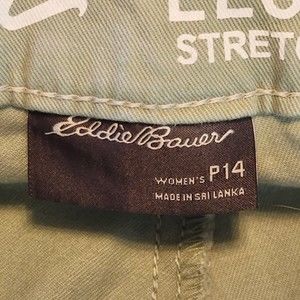 STRETC
Eddie Bauer
WOMEN'S P14
MADE IN SRI LANKA